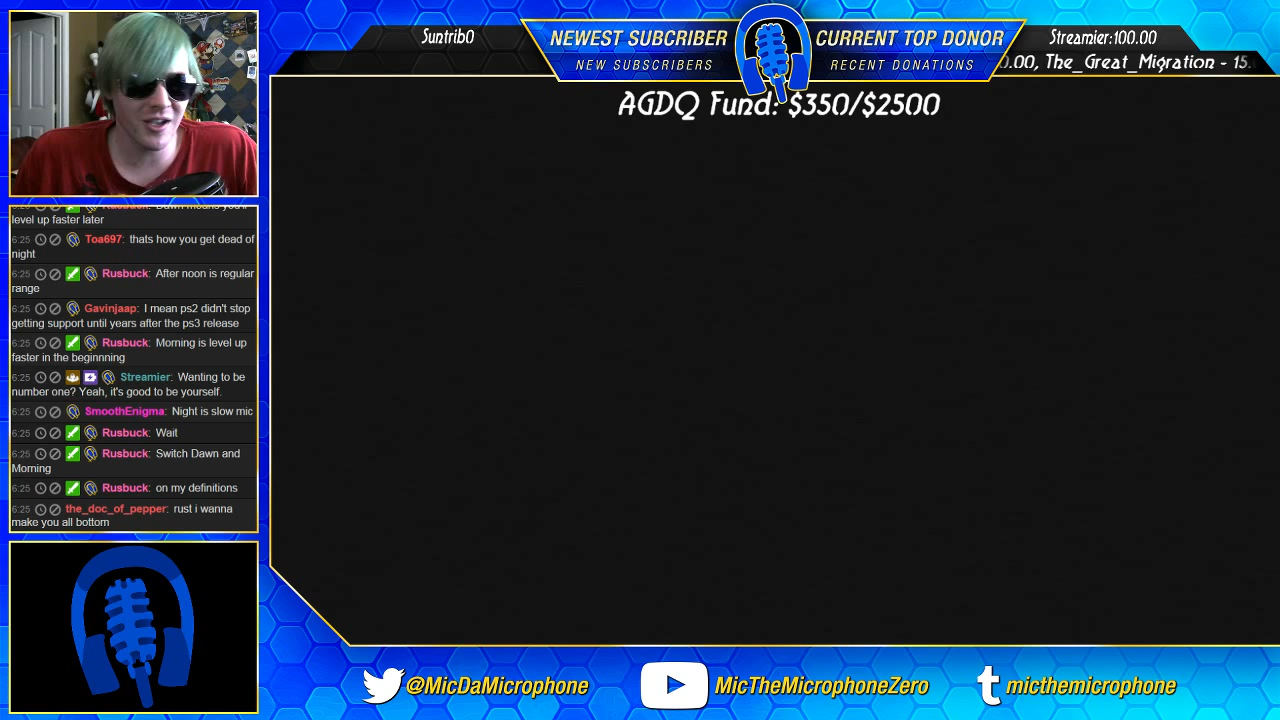 Suntrib0
NEWEST SUBCRIBER
CURRENT TOP DONOR
Streamier:100.00
NEW SUBSCRIBERS
RECENT DONATIONS
0.00, The_Great_Migration - 15.
AGDQ Fund: $350/$2500
level up faster later
6:25 Toa697: thats how you get dead of
night
6:25 Rusbuck: After noon is regular
range
6:25 Gavinjaap: I mean ps2 didn't stop
getting support until years after the ps3 release
6:25 Rusbuck: Morning is level up
faster in the beginnning
6:25 Streamier: Wanting to be
number one? Yeah, it's good to be yourself.
6:25 SmoothEnigma: Night is slow mic
6:25 Rusbuck: Wait
6:25 Rusbuck: Switch Dawn and
Morning
6:25 Rusbuck: on my definitions
6:25 the_doc_of_pepper: rust i wanna
make you all bottom
@MicDaMicrophone
MicTheMicrophoneZero
micthemicrophone